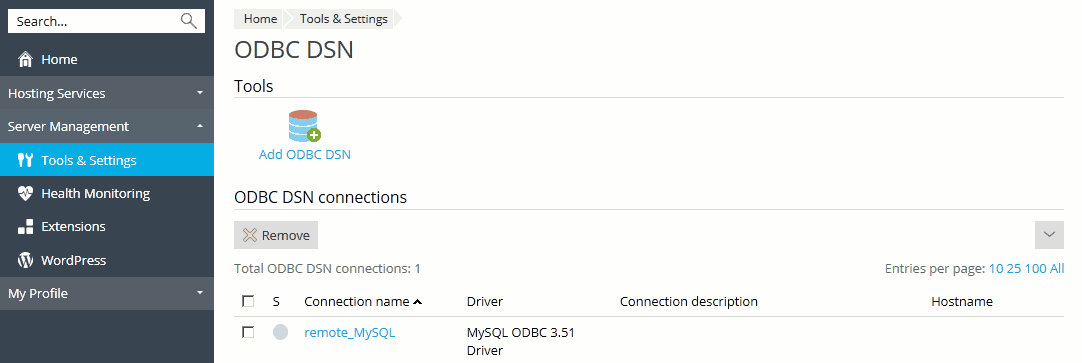 Search...
Home
Hosting Services
Server Management
Tools & Settings
Health Monitoring
Extensions
WordPress
My Profile
Home Tools & Settings
ODBC DSN
Tools
Add ODBC DSN
ODBC DSN connections
Remove
Total ODBC DSN connections: 1 Entries per page: 10 25 100 All
S Connection name Driver Connection description Hostname
remote_MySQL MySQL ODBC 3.51
Driver